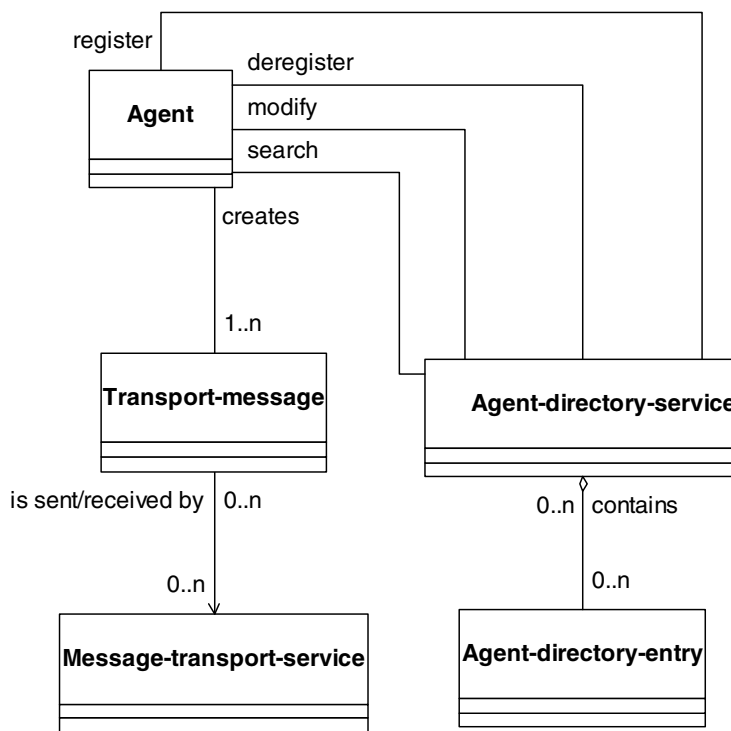 register
deregister
Agent
modify
search
creates
1..n
Transport-message
Agent-directory-service
is sent/received by 0..n
0..n contains
0..n
0..n
Message-transport-service
Agent-directory-entry